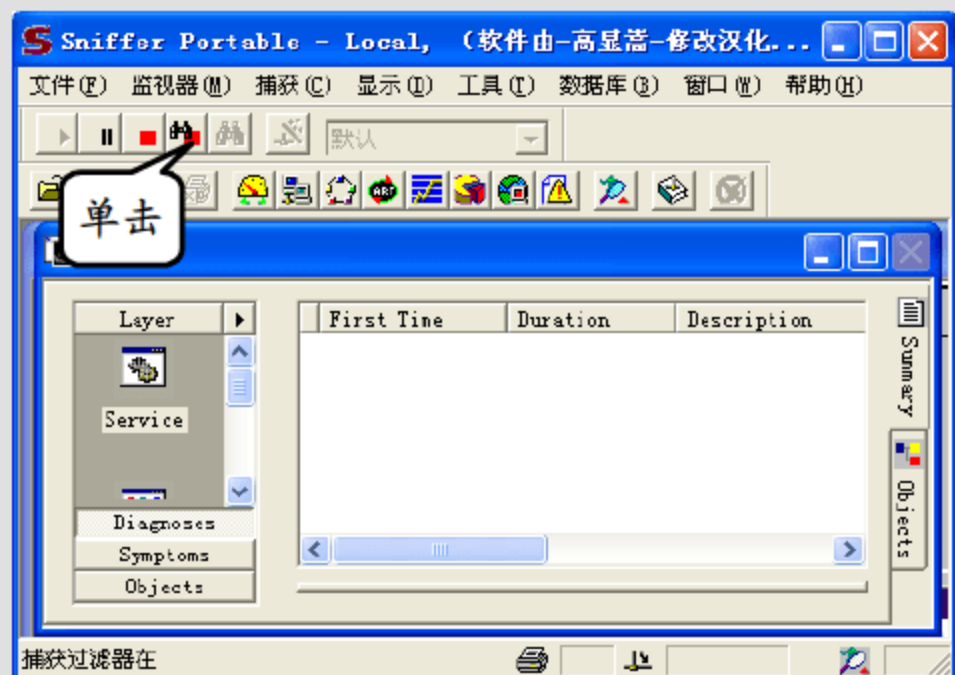 Sniffer Portable - Local, （软件由-高显嵩-修改汉化...
文件(F) 监视器(M) 捕获(C) 显示(D) 工具(T) 数据库(B) 窗口(W) 帮助(H)
默认
ART
单击
Layer
First Time Duration Description
Service
Diagnoses
Symptoms
Objects
Summary
Objects
捕获过滤器在